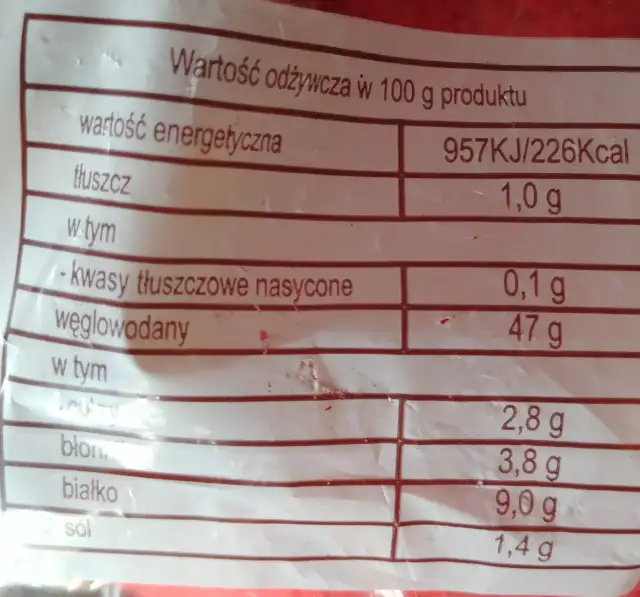 Wartość odżywcza w 100 g produktu
wartość energetyczna 957KJ/226Kcal
tłuszcz 1,0 g
w tym
- kwasy tłuszczowe nasycone 0,1 g
węglowodany 47 g
w tym
2,8 g
3,8 g
białko 9,0 g
sól 1,4 g